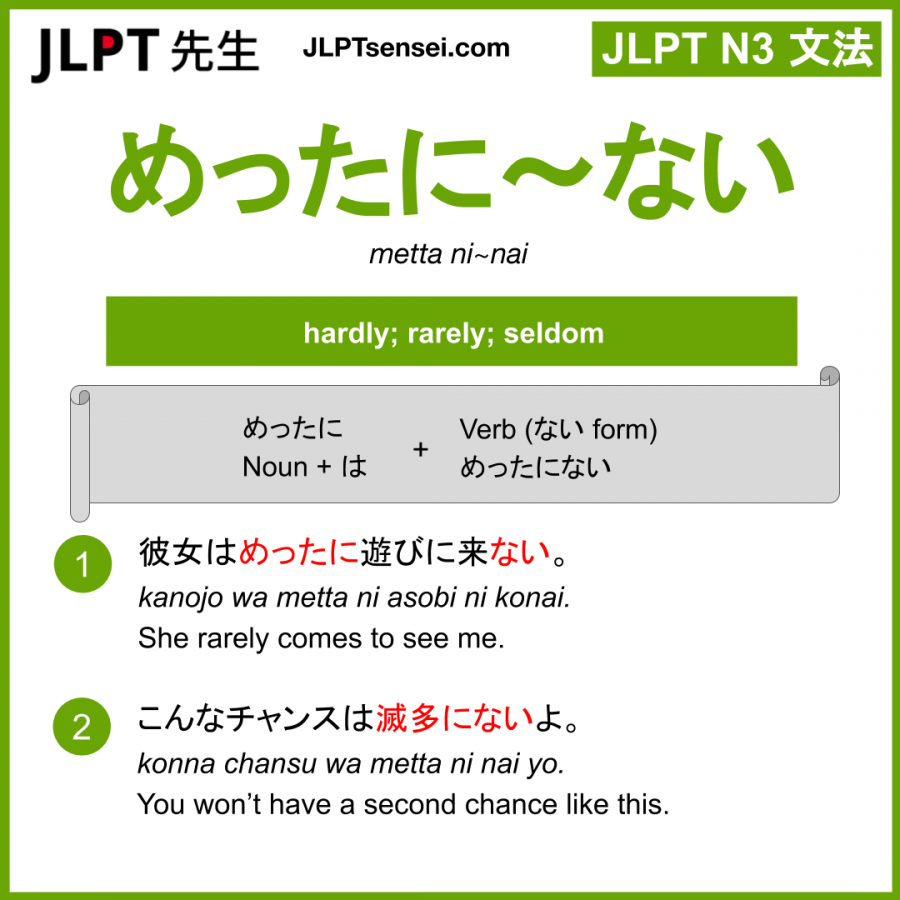 JLPT 先生
JLPTsensei.com
JLPT N3 文法
めったに～ない
metta ni~nai
hardly; rarely; seldom
めったに
Noun + は
+
Verb (ない form)
めったにない
1
彼女はめったに遊びに来ない。
kanojo wa metta ni asobi ni konai.
She rarely comes to see me.
2
こんなチャンスは滅多にないよ。
konna chansu wa metta ni nai yo.
You won’t have a second chance like this.